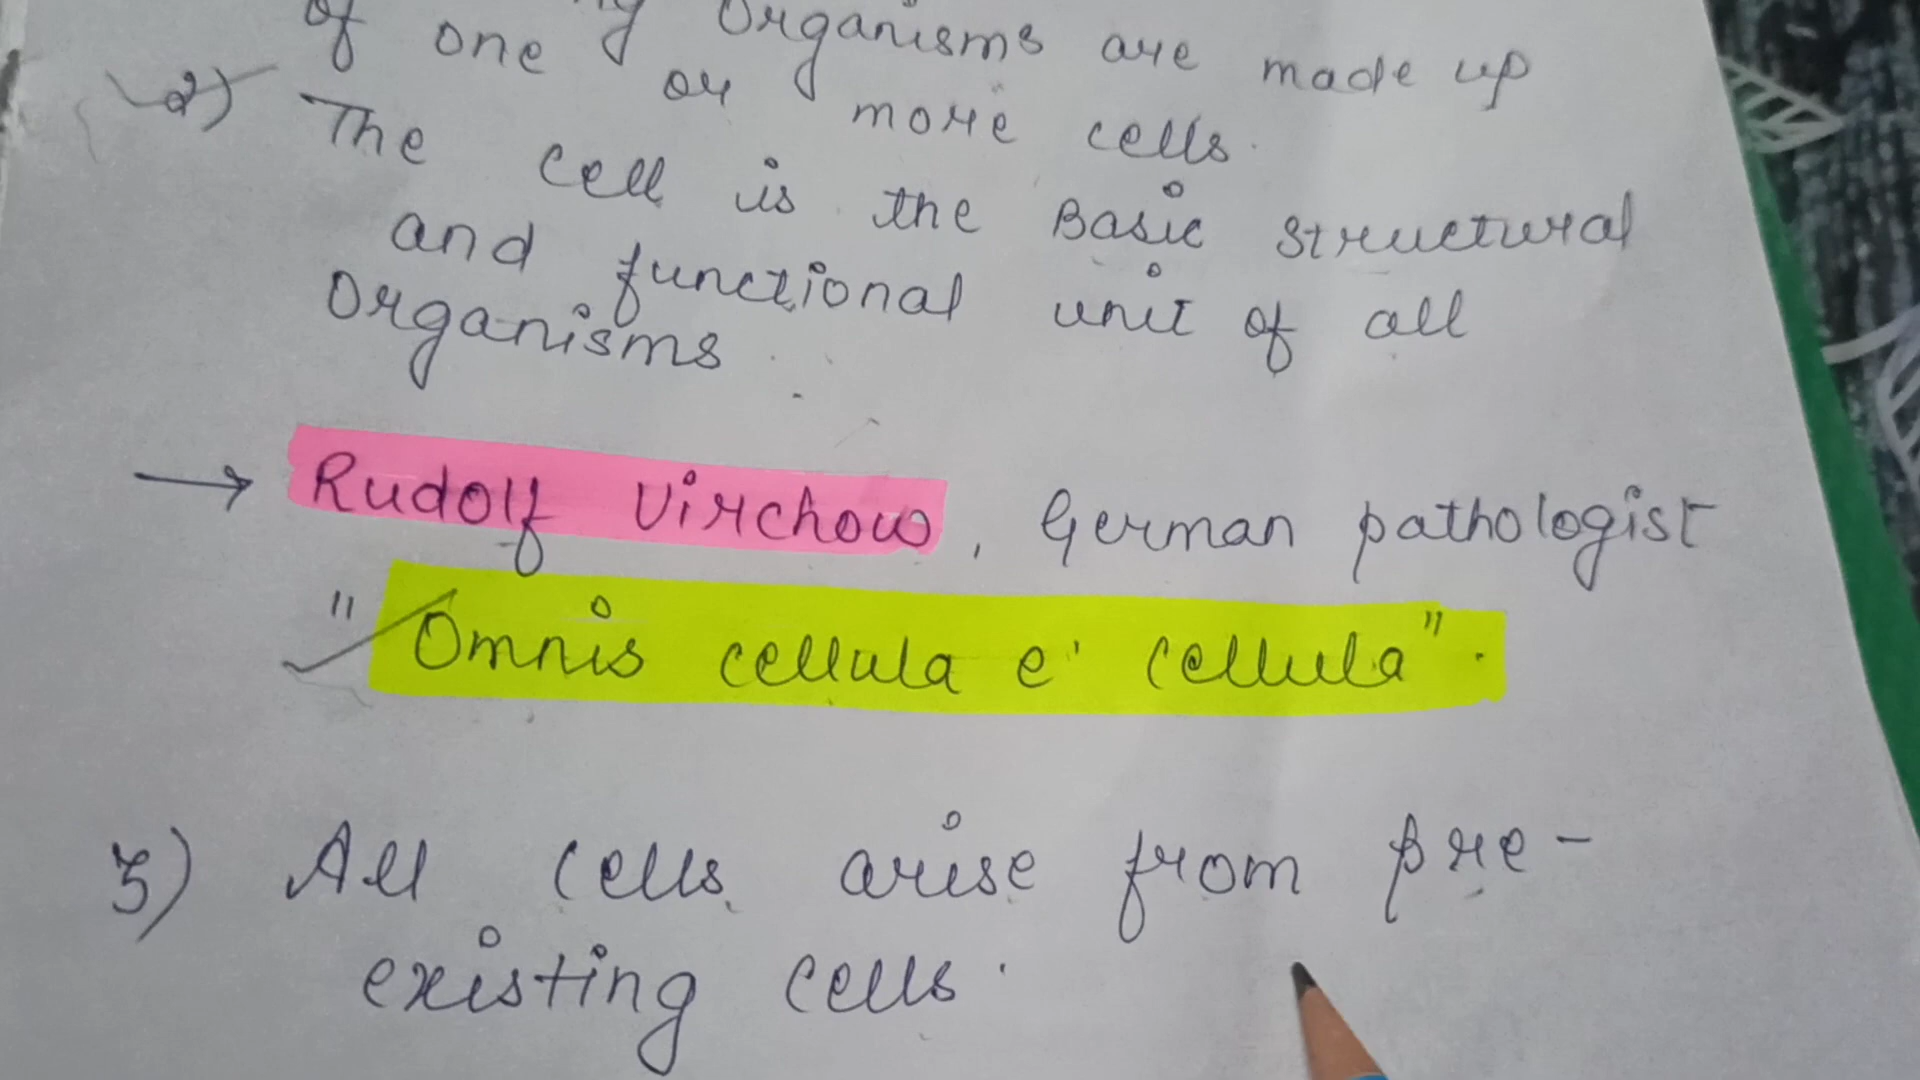 Organisms are made up
of one or more cells.
2) The cell is the Basic structural
and functional unit of all
Organisms.
→ Rudolf Virchow, German pathologist
"Omnis cellula e' cellula".
3) All cells arise from pre-
existing cells.